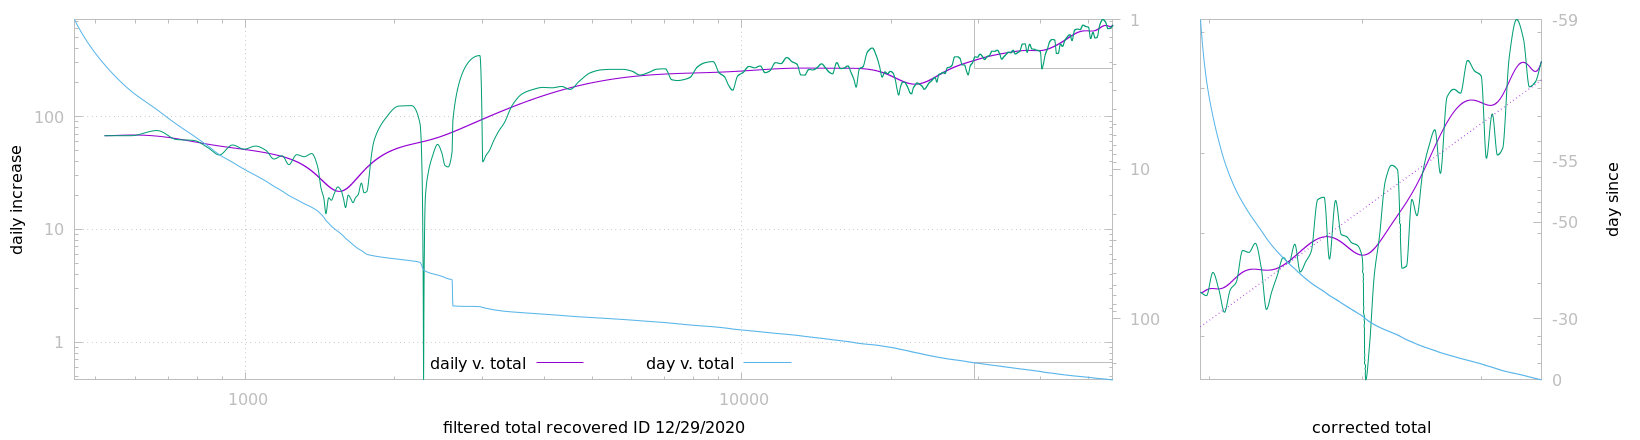 1
-59
100
daily increase
10
-55
day since
10
-50
1
100
-30
daily v. total
day v. total
0
1000
10000
filtered total recovered ID 12/29/2020
corrected total